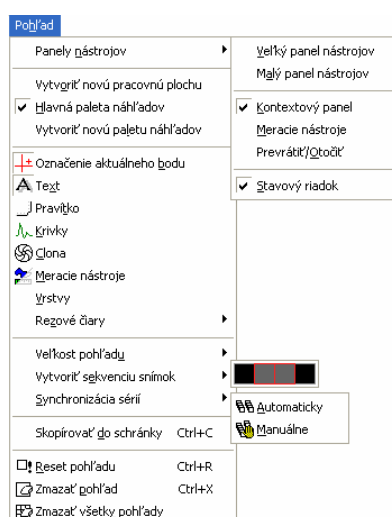 Pohľad
Panely nástrojov
Vytvoriť novú pracovnú plochu
Hlavná paleta náhľadov
Vytvoriť novú paletu náhľadov
Označenie aktuálneho bodu
Text
Pravítko
Krivky
Clona
Meracie nástroje
Vrstvy
Rezové čiary
Veľkost pohľadu
Vytvoriť sekvenciu snímok
Synchronizácia sérií
Skopírovať do schránky Ctrl+C
Reset pohľadu Ctrl+R
Zmazať pohľad Ctrl+X
Zmazať všetky pohľady
Veľký panel nástrojov
Malý panel nástrojov
Kontextový panel
Meracie nástroje
Prevrátiť/Otočiť
Stavový riadok
Automaticky
Manuálne